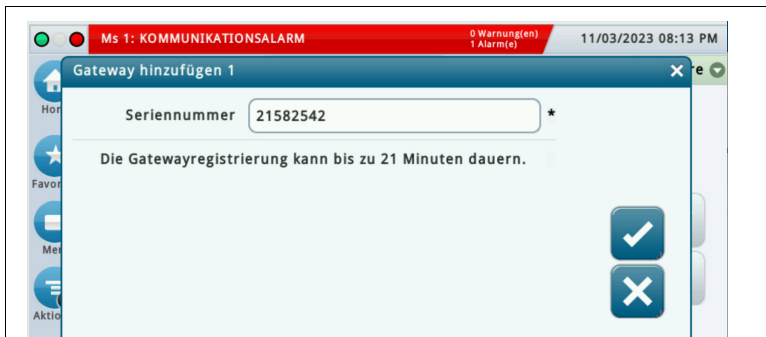 Ms 1: KOMMUNIKATIONSALARM
0 Warnung(en)
1 Alarm(e)
11/03/2023 08:13 PM
Gateway hinzufügen 1
Seriennummer 21582542 *
Die Gatewayregistrierung kann bis zu 21 Minuten dauern.